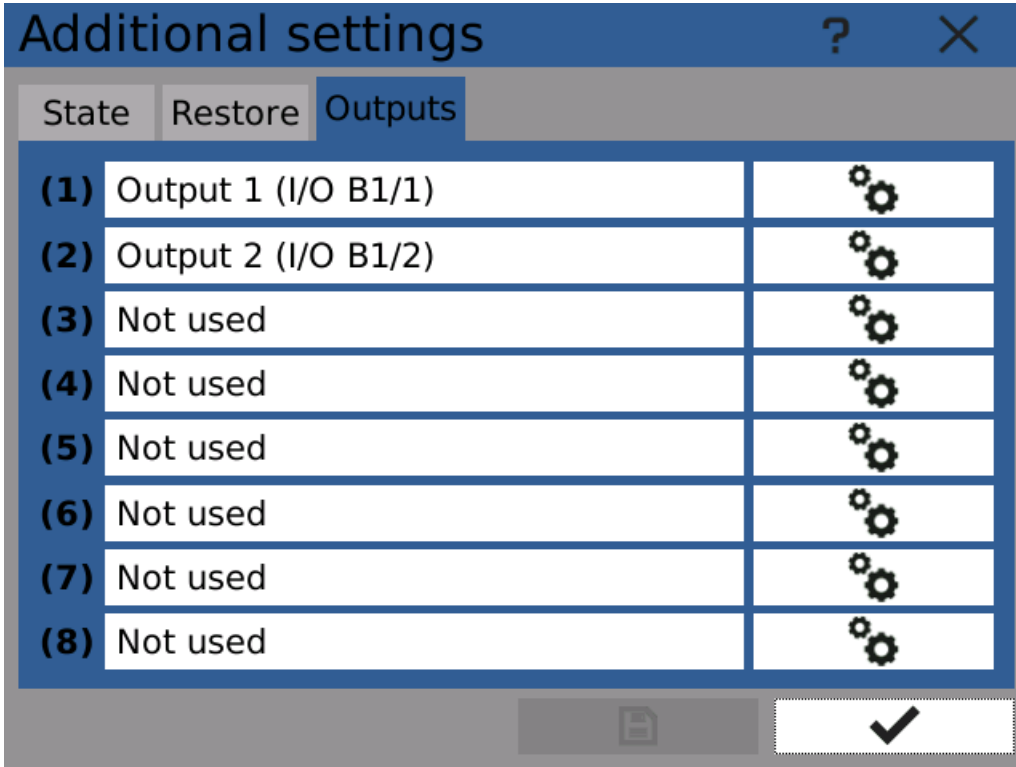 Additional settings ?
State Restore Outputs
(1) Output 1 (I/O B1/1)
(2) Output 2 (I/O B1/2)
(3) Not used
(4) Not used
(5) Not used
(6) Not used
(7) Not used
(8) Not used